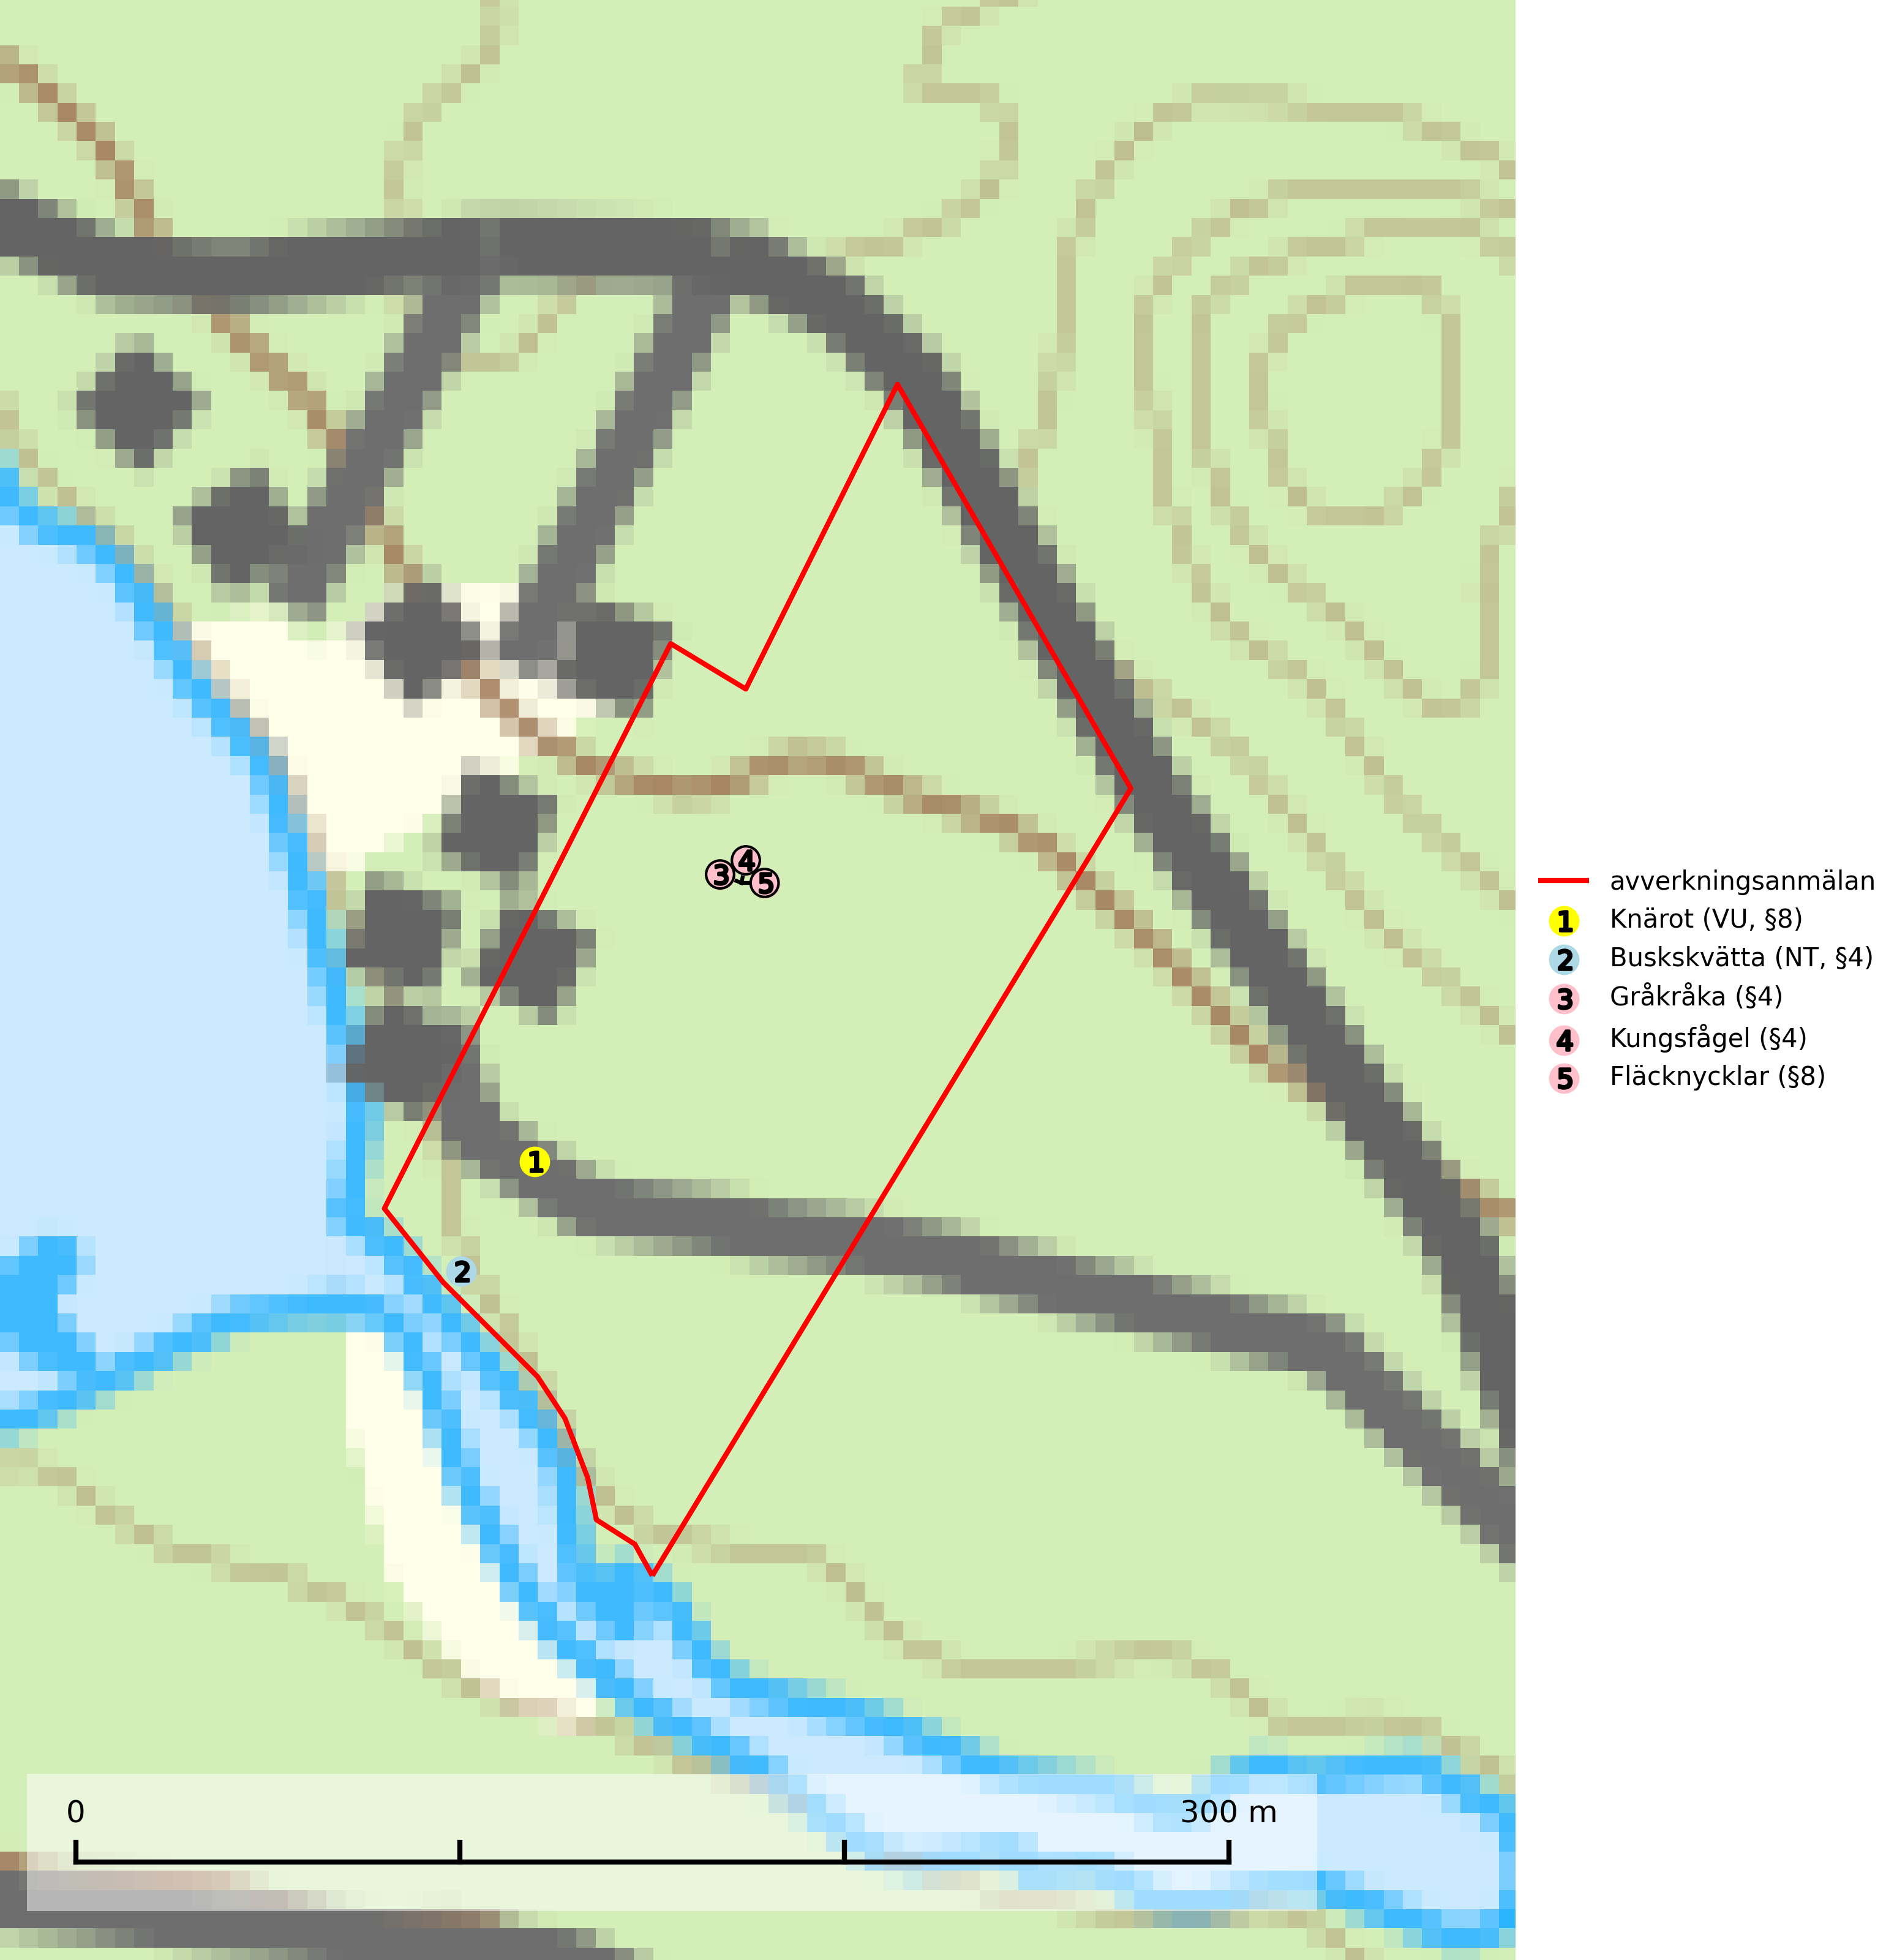 4
3
5
1
2
avverkningsanmälan
1 Knärot (VU, §8)
2 Buskskvätta (NT, §4)
3 Gråkråka (§4)
4 Kungsfågel (§4)
5 Fläcknycklar (§8)
0 300 m